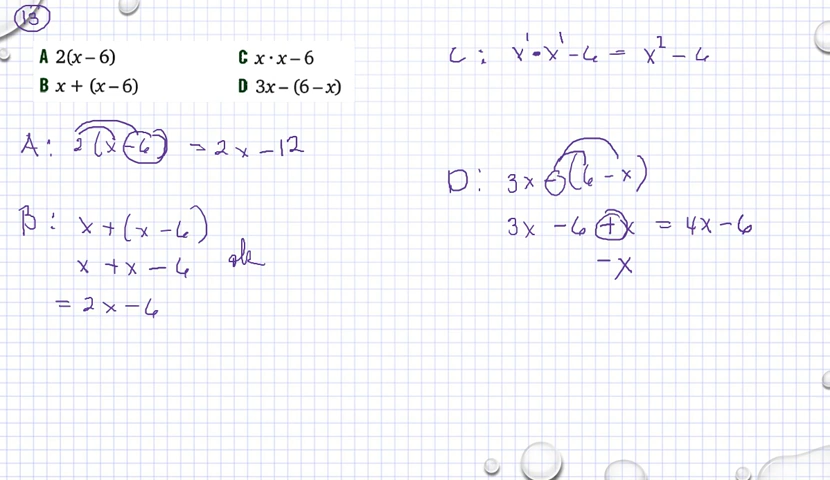 13
A 2(x – 6)
B x + (x – 6)
C x · x – 6
D 3x – (6 – x)
A: 2(x-6) = 2x-12
B: x+(x-6)
x+x-6
= 2x-6
C: x¹·x¹-6 = x²-6
D: 3x-(6-x)
3x -6 +x = 4x-6
-x